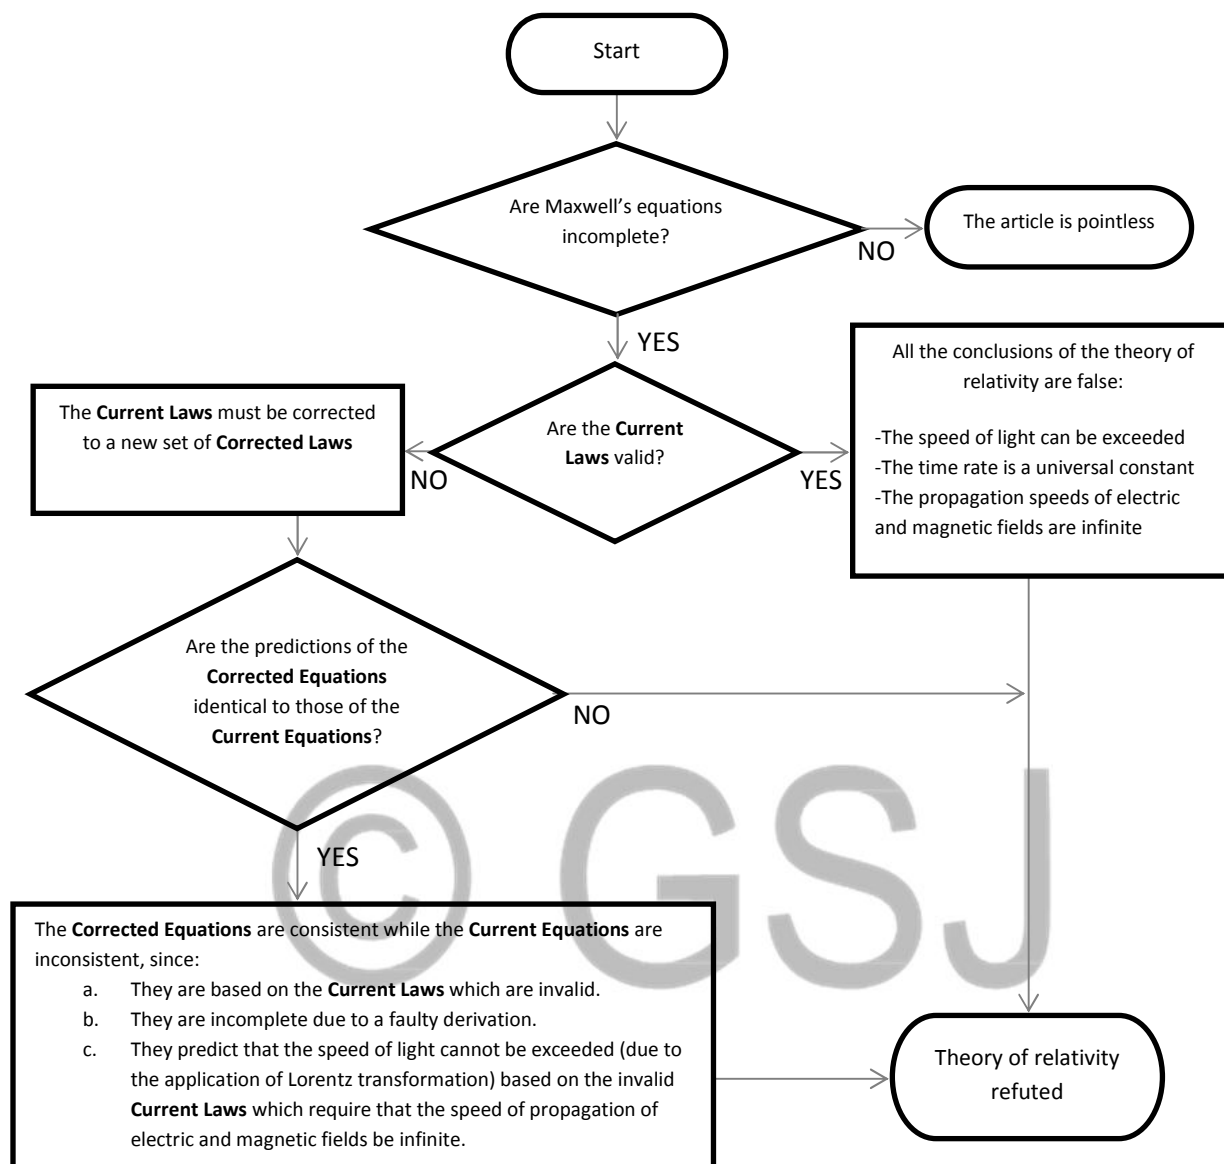 Start
Are Maxwell’s equations
incomplete?
NO
The article is pointless
YES
All the conclusions of the theory of
relativity are false:
-The speed of light can be exceeded
-The time rate is a universal constant
-The propagation speeds of electric
and magnetic fields are infinite
The Current Laws must be corrected
to a new set of Corrected Laws
NO
Are the Current
Laws valid?
YES
Are the predictions of the
Corrected Equations
identical to those of the
Current Equations?
NO
YES
© GSJ
The Corrected Equations are consistent while the Current Equations are
inconsistent, since:
a. They are based on the Current Laws which are invalid.
b. They are incomplete due to a faulty derivation.
c. They predict that the speed of light cannot be exceeded (due to
the application of Lorentz transformation) based on the invalid
Current Laws which require that the speed of propagation of
electric and magnetic fields be infinite.
Theory of relativity
refuted